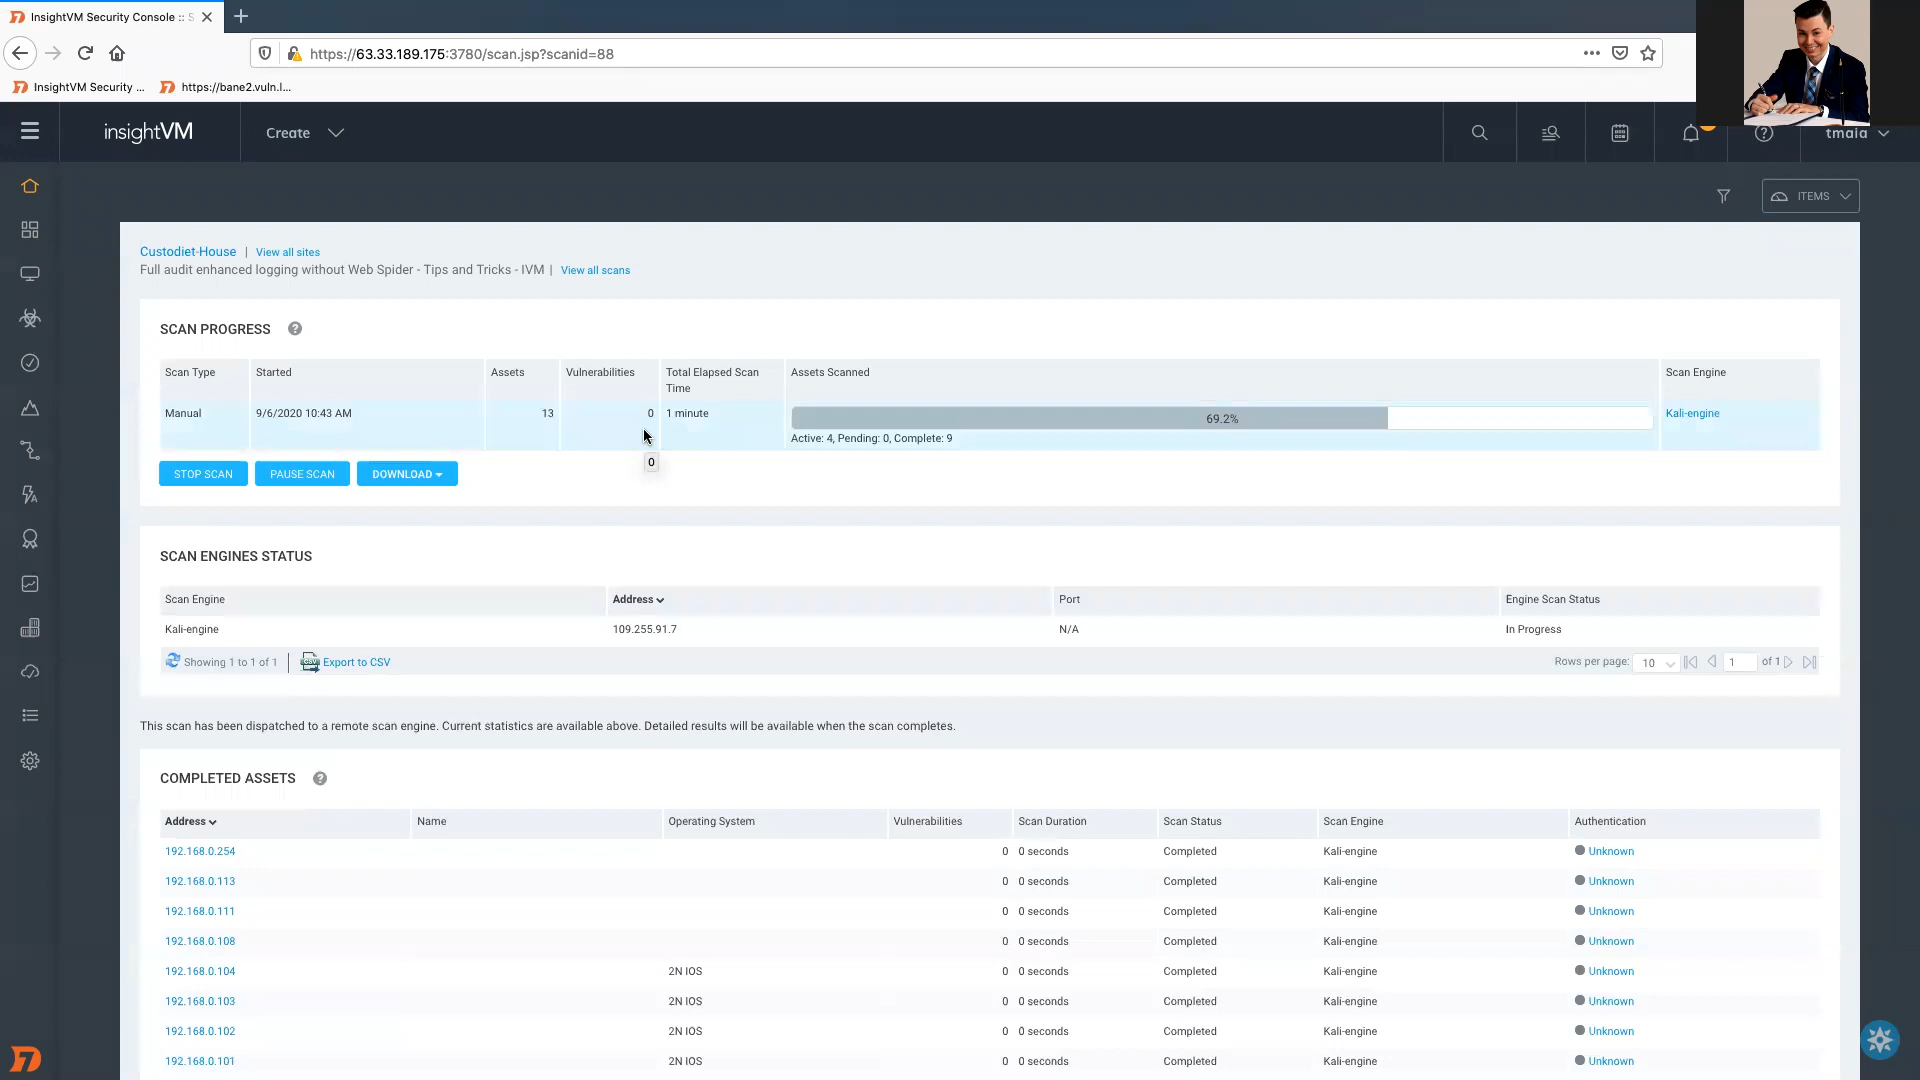 InsightVM Security Console :: S
https://63.33.189.175:3780/scan.jsp?scanid=88
InsightVM Security ...
https://bane2.vuln.l...
insightVM
Create
tmaia
ITEMS
Custodiet-House | View all sites
Full audit enhanced logging without Web Spider - Tips and Tricks - IVM | View all scans
SCAN PROGRESS
Scan Type Started Assets Vulnerabilities Total Elapsed Scan Time Assets Scanned Scan Engine
Manual 9/6/2020 10:43 AM 13 0 1 minute 69.2% Kali-engine
Active: 4, Pending: 0, Complete: 9
0
STOP SCAN PAUSE SCAN DOWNLOAD
SCAN ENGINES STATUS
Scan Engine Address Port Engine Scan Status
Kali-engine 109.255.91.7 N/A In Progress
Showing 1 to 1 of 1 Export to CSV Rows per page: 10 1 of 1
This scan has been dispatched to a remote scan engine. Current statistics are available above. Detailed results will be available when the scan completes.
COMPLETED ASSETS
Address Name Operating System Vulnerabilities Scan Duration Scan Status Scan Engine Authentication
192.168.0.254 0 0 seconds Completed Kali-engine Unknown
192.168.0.113 0 0 seconds Completed Kali-engine Unknown
192.168.0.111 0 0 seconds Completed Kali-engine Unknown
192.168.0.108 0 0 seconds Completed Kali-engine Unknown
192.168.0.104 2N IOS 0 0 seconds Completed Kali-engine Unknown
192.168.0.103 2N IOS 0 0 seconds Completed Kali-engine Unknown
192.168.0.102 2N IOS 0 0 seconds Completed Kali-engine Unknown
192.168.0.101 2N IOS 0 0 seconds Completed Kali-engine Unknown